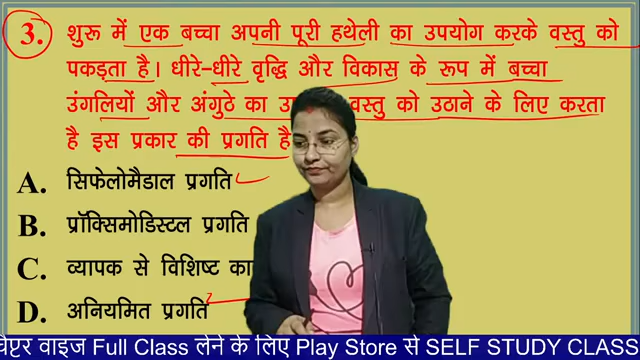 3. शुरू में एक बच्चा अपनी पूरी हथेली का उपयोग करके वस्तु को
पकड़ता है। धीरे-धीरे वृद्धि और विकास के रूप में बच्चा
उंगलियों और अंगुठे का वस्तु को उठाने के लिए करता
है इस प्रकार की प्रगति है
A. सिफेलोमैडाल प्रगति
B. प्रॉक्सिमोडिस्टल प्रगति
C. व्यापक से विशिष्ट का
D. अनियमित प्रगति
चैप्टर वाइज Full Class लेने के लिए Play Store से SELF STUDY CLASS